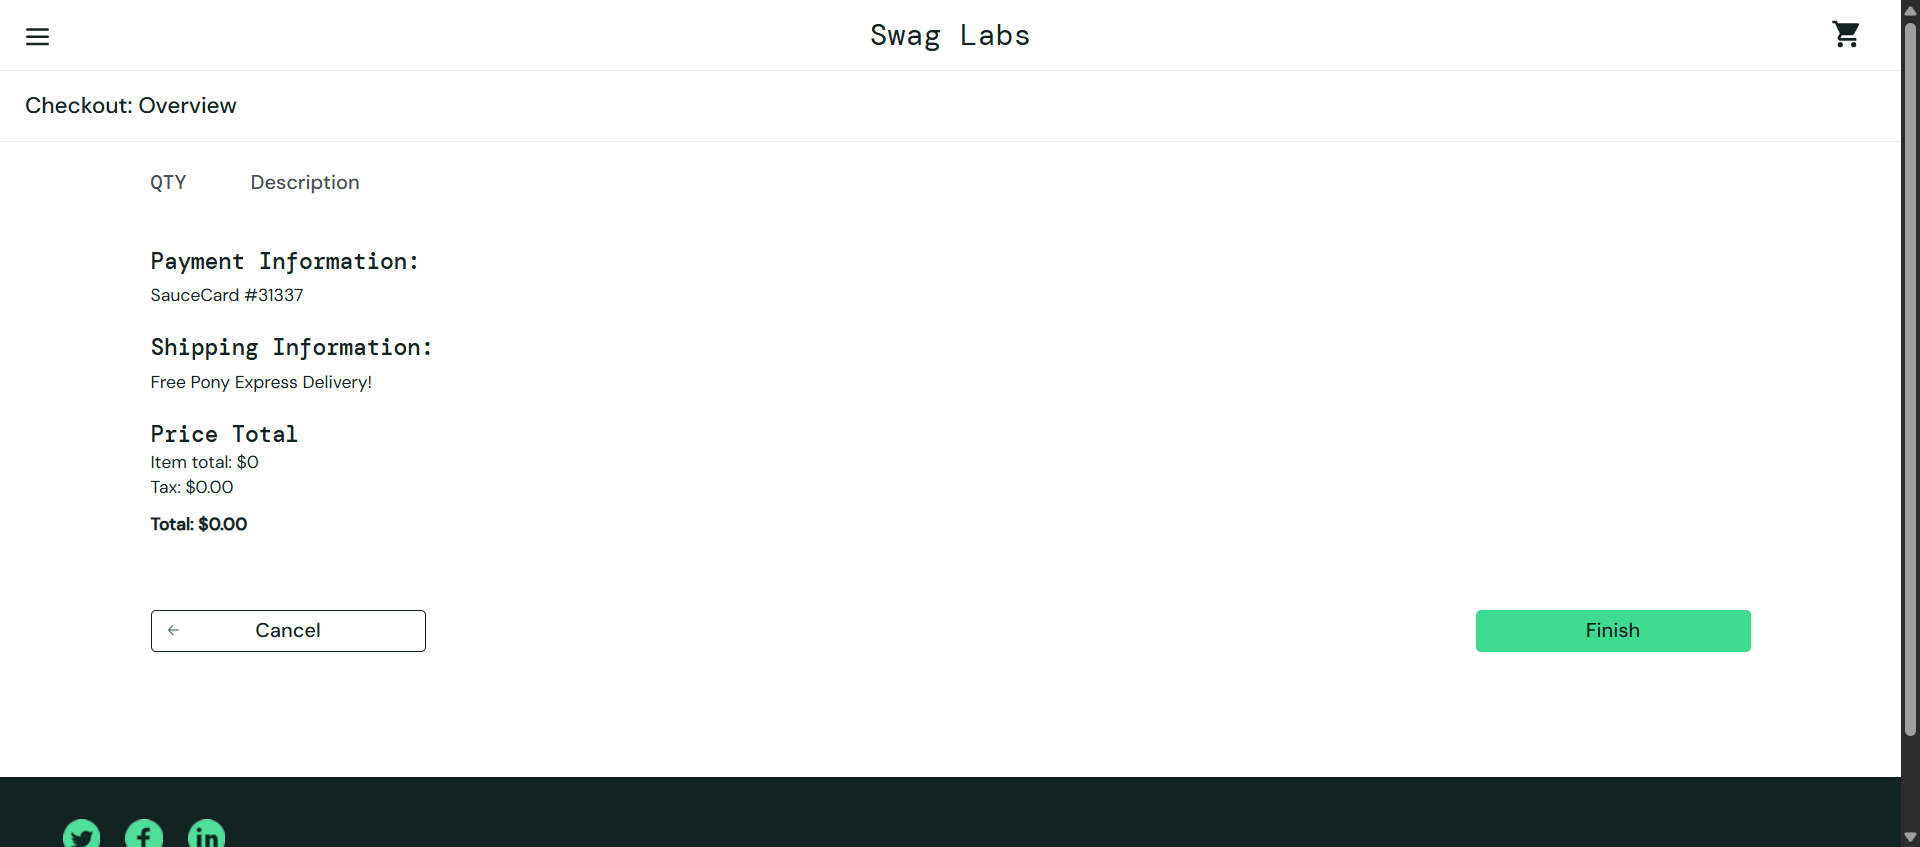 Swag Labs
Checkout: Overview
QTY Description
Payment Information:
SauceCard #31337
Shipping Information:
Free Pony Express Delivery!
Price Total
Item total: $0
Tax: $0.00
Total: $0.00
Cancel
Finish